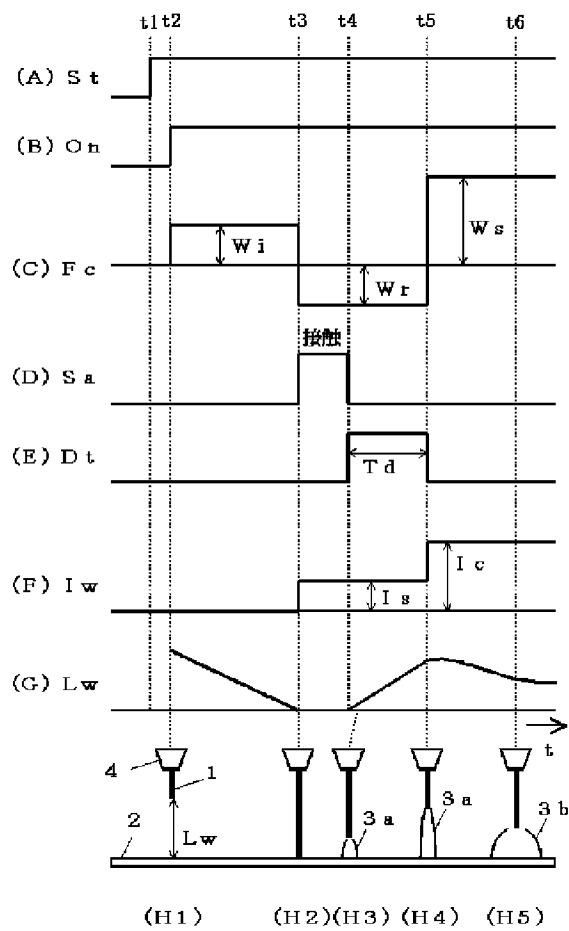 t1 t2 t3 t4 t5 t6
(A) St
(B) On
Wi
Ws
(C) Fc
Wr
接触
(D) Sa
(E) Dt
Td
Ic
(F) Iw
Is
(G) Lw
t
4
1
3a
3a
3b
2
Lw
(H1) (H2) (H3) (H4) (H5)